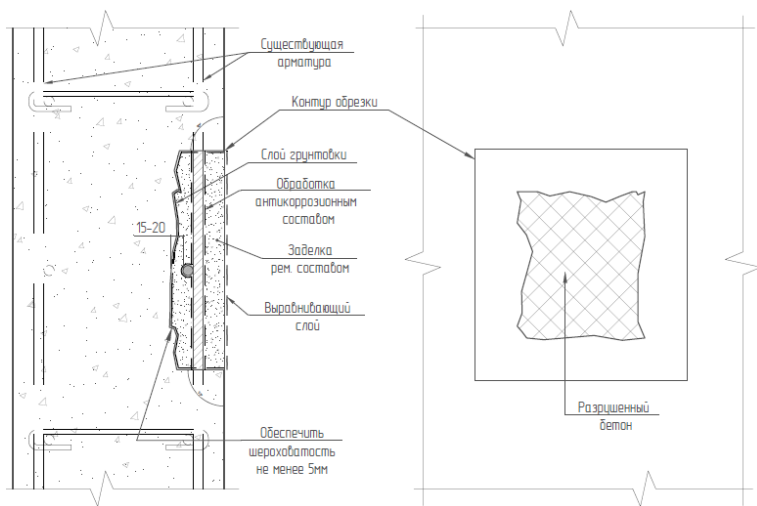 Существующая
арматура
Контур обрезки
Слой грунтовки
Обработка
антикоррозионным
составом
15-20
Заделка
рем. составом
Выравнивающий
слой
Разрушенный
бетон
Обеспечить
шероховатость
не менее 5мм